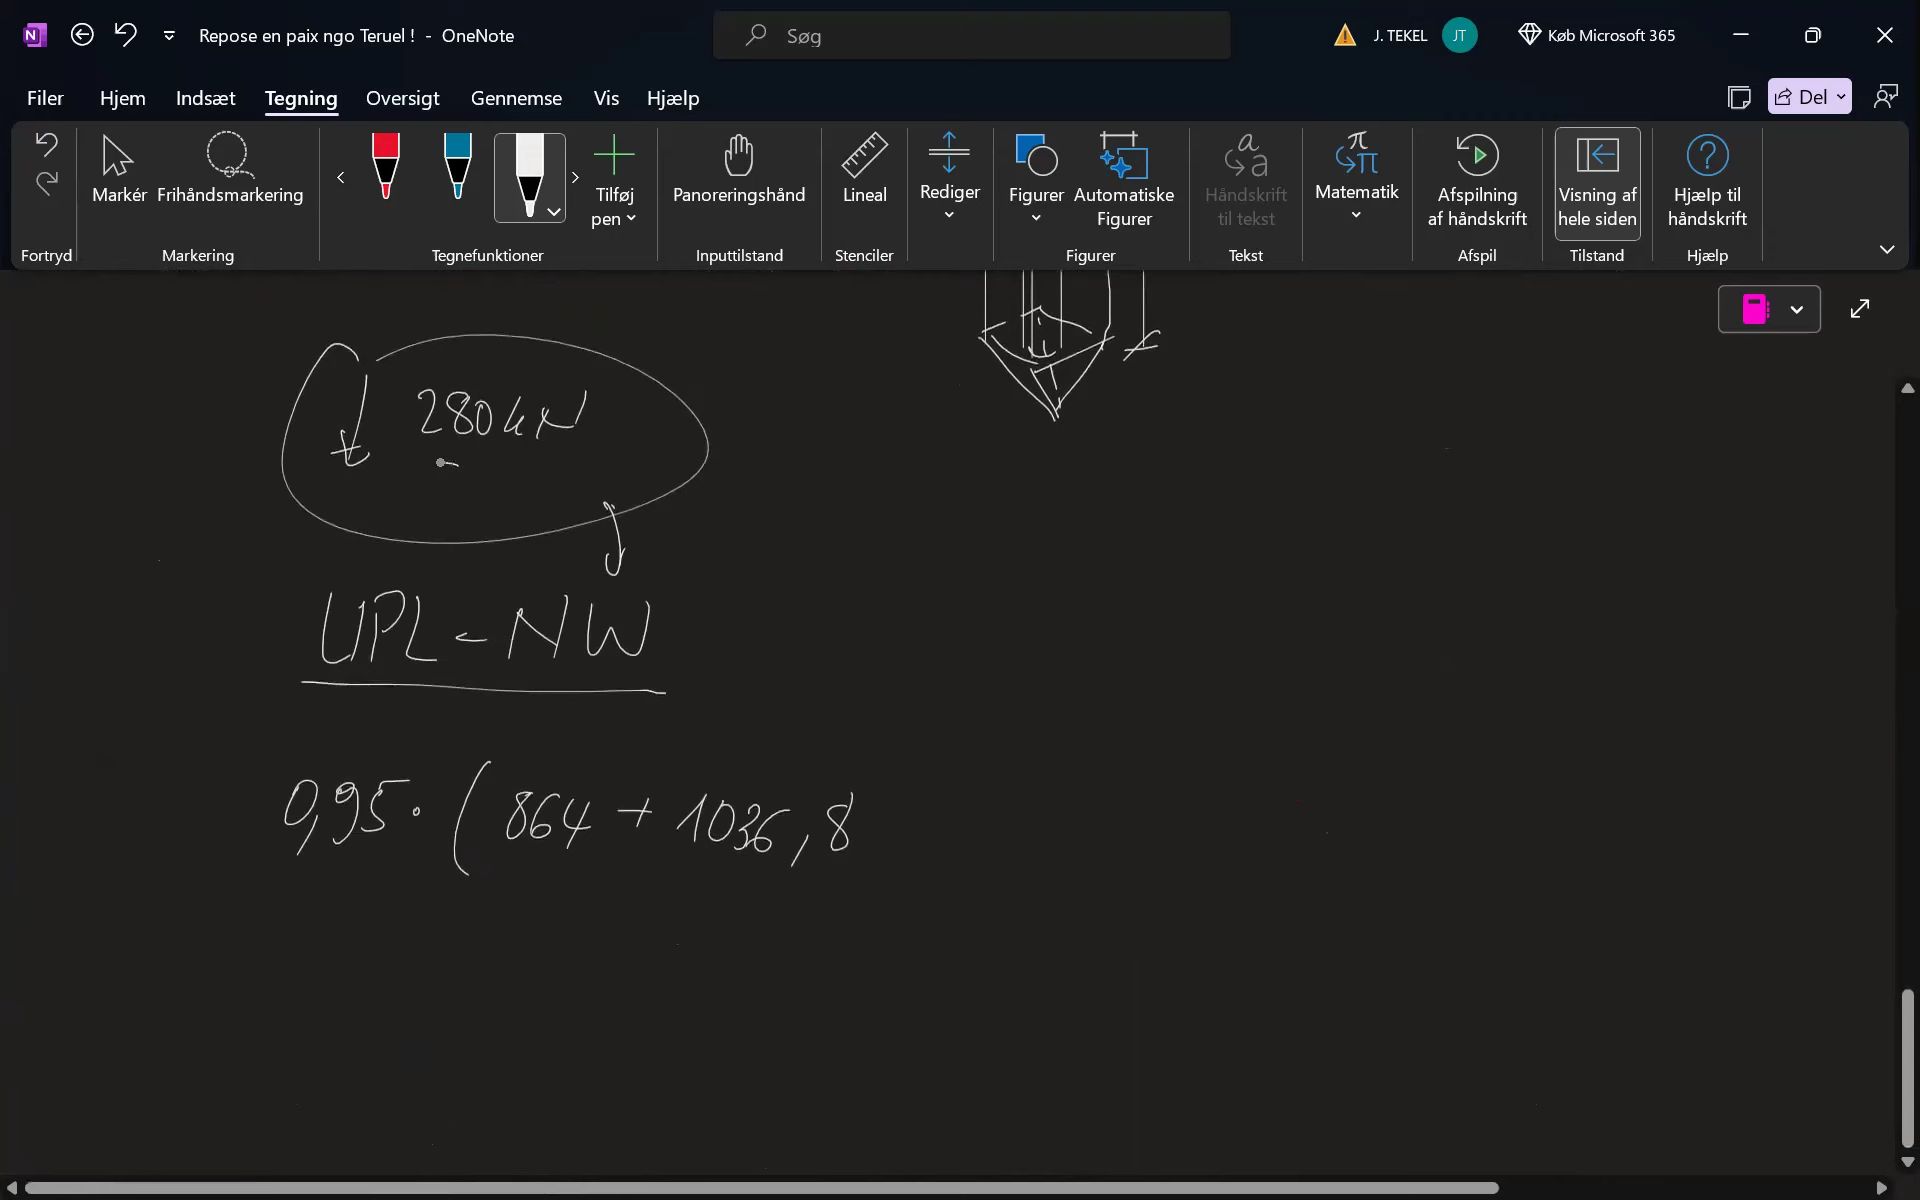 Repose en paix ngo Teruel ! - OneNote
Søg
J. TEKEL
JT
Køb Microsoft 365
Filer
Hjem
Indsæt
Tegning
Oversigt
Gennemse
Vis
Hjælp
Del
Markér
Frihåndsmarkering
Tilføj
pen
Panoreringshånd
Lineal
Rediger
Figurer
Automatiske
Figurer
Håndskrift
til tekst
Matematik
Afspilning
af håndskrift
Visning af
hele siden
Hjælp til
håndskrift
Fortryd
Markering
Tegnefunktioner
Inputtilstand
Stenciler
Figurer
Tekst
Afspil
Tilstand
Hjælp
280kN
UPL-NW
0,95·(864+1036,8